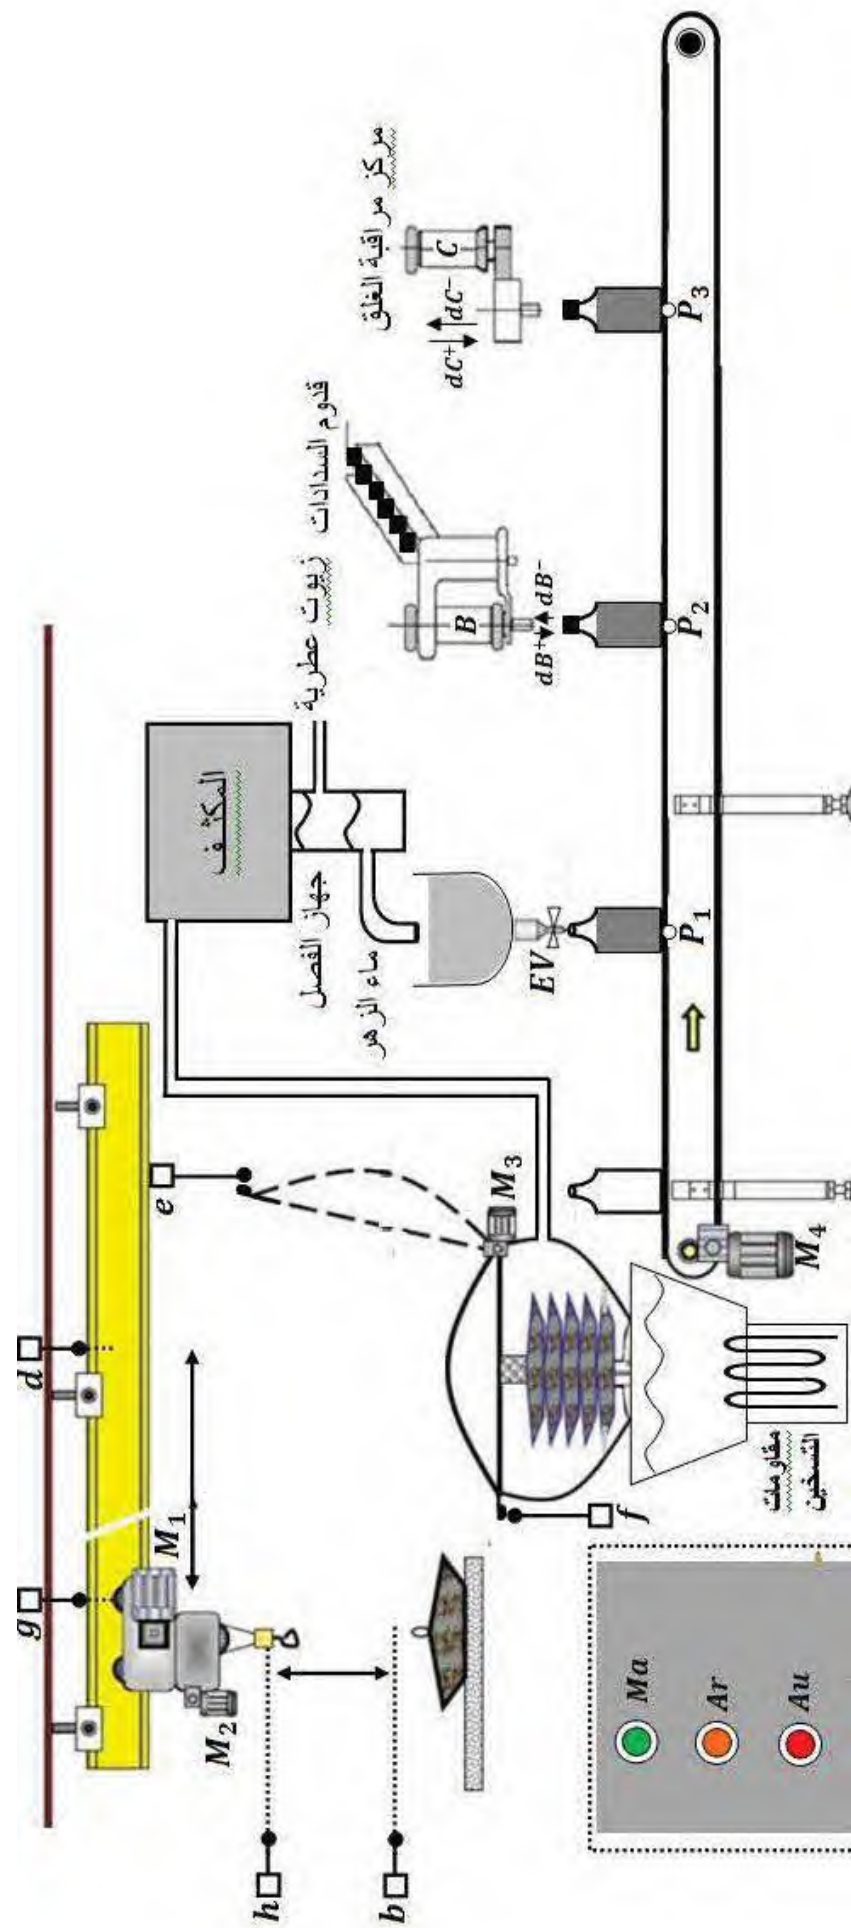 g
d
M₁
M₂
h
b
e
المكثف
جهاز الفصل
زيوت عطرية
ماء الزهر
قدوم السدادات
مركز مراقبة الغلق
B
dB⁺
dB⁻
C
dC⁺
dC⁻
EV
M₃
f
مقاومات
التسخين
M₄
P₁
P₂
P₃
Ma
Ar
Au